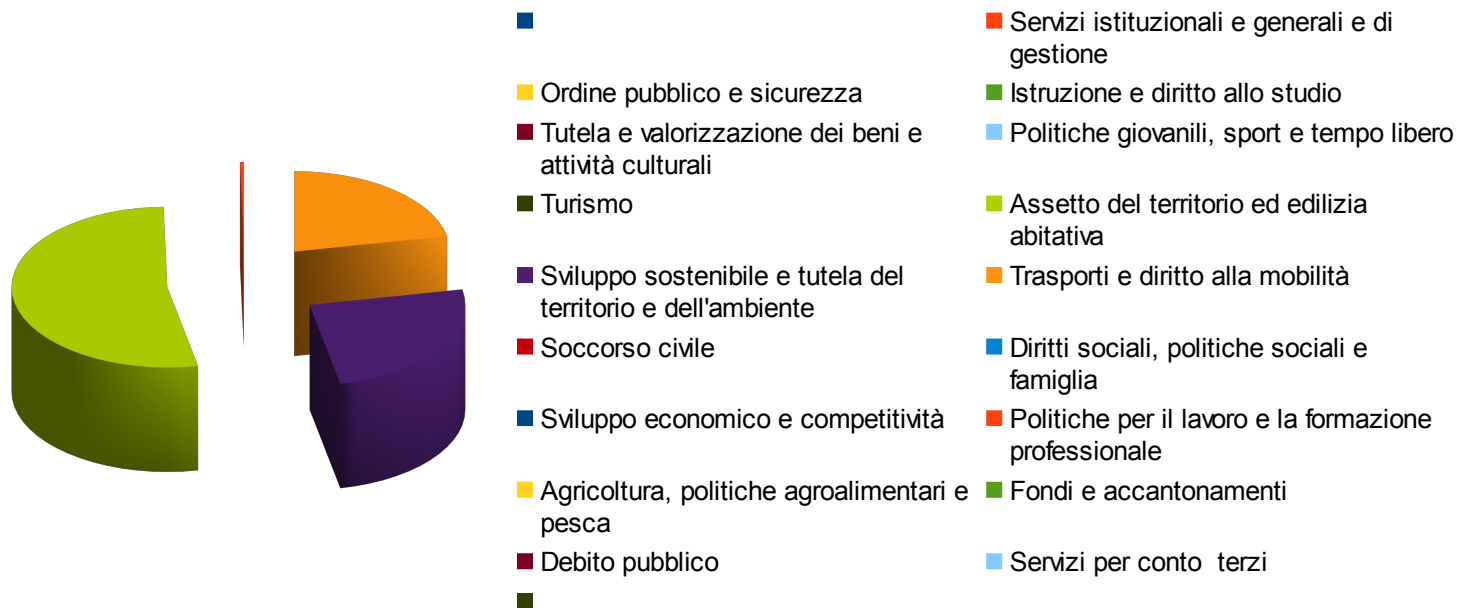 Servizi istituzionali e generali e di
gestione
Ordine pubblico e sicurezza
Istruzione e diritto allo studio
Tutela e valorizzazione dei beni e
attività culturali
Politiche giovanili, sport e tempo libero
Turismo
Assetto del territorio ed edilizia
abitativa
Sviluppo sostenibile e tutela del
territorio e dell'ambiente
Trasporti e diritto alla mobilità
Soccorso civile
Diritti sociali, politiche sociali e
famiglia
Sviluppo economico e competitività
Politiche per il lavoro e la formazione
professionale
Agricoltura, politiche agroalimentari e
pesca
Fondi e accantonamenti
Debito pubblico
Servizi per conto  terzi